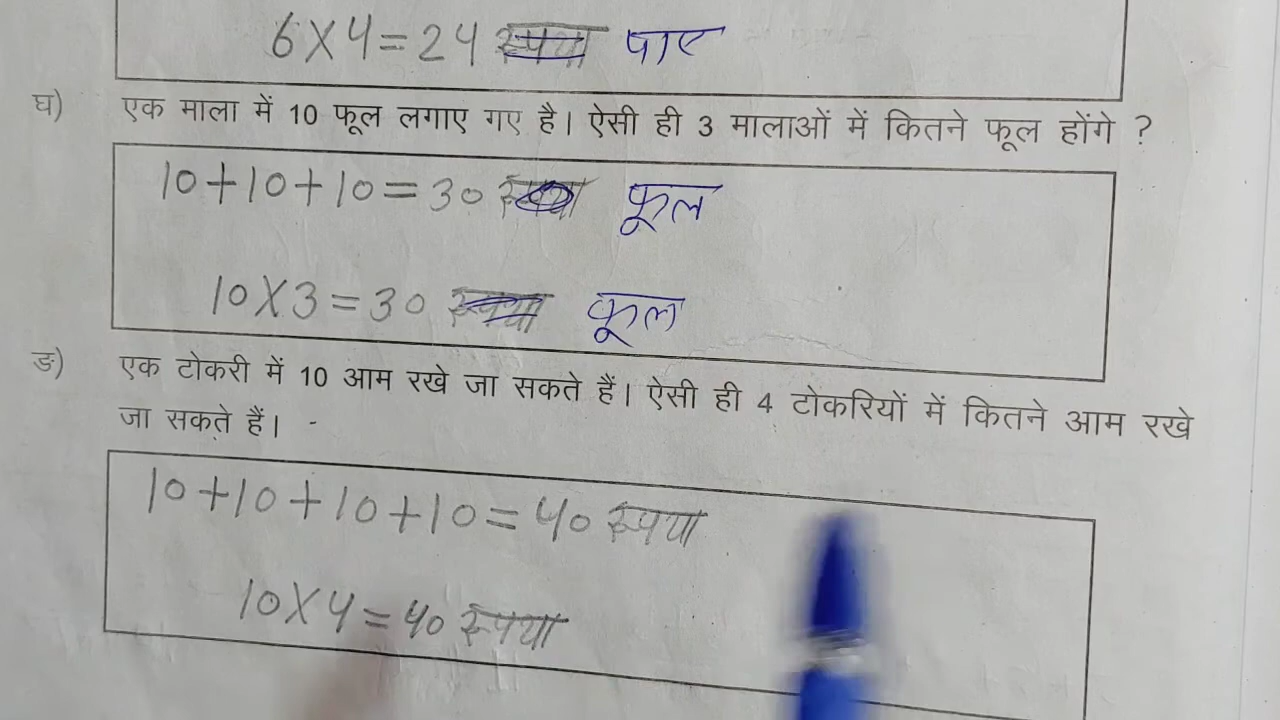 6X4=24 रुपया पाए
घ) एक माला में 10 फूल लगाए गए है। ऐसी ही 3 मालाओं में कितने फूल होंगे ?
10+10+10=30 रुपया फूल
10X3=30 रुपया फूल
ङ) एक टोकरी में 10 आम रखे जा सकते हैं। ऐसी ही 4 टोकरियों में कितने आम रखे
जा सकते हैं।
10+10+10+10=40 रुपया
10X4=40 रुपया